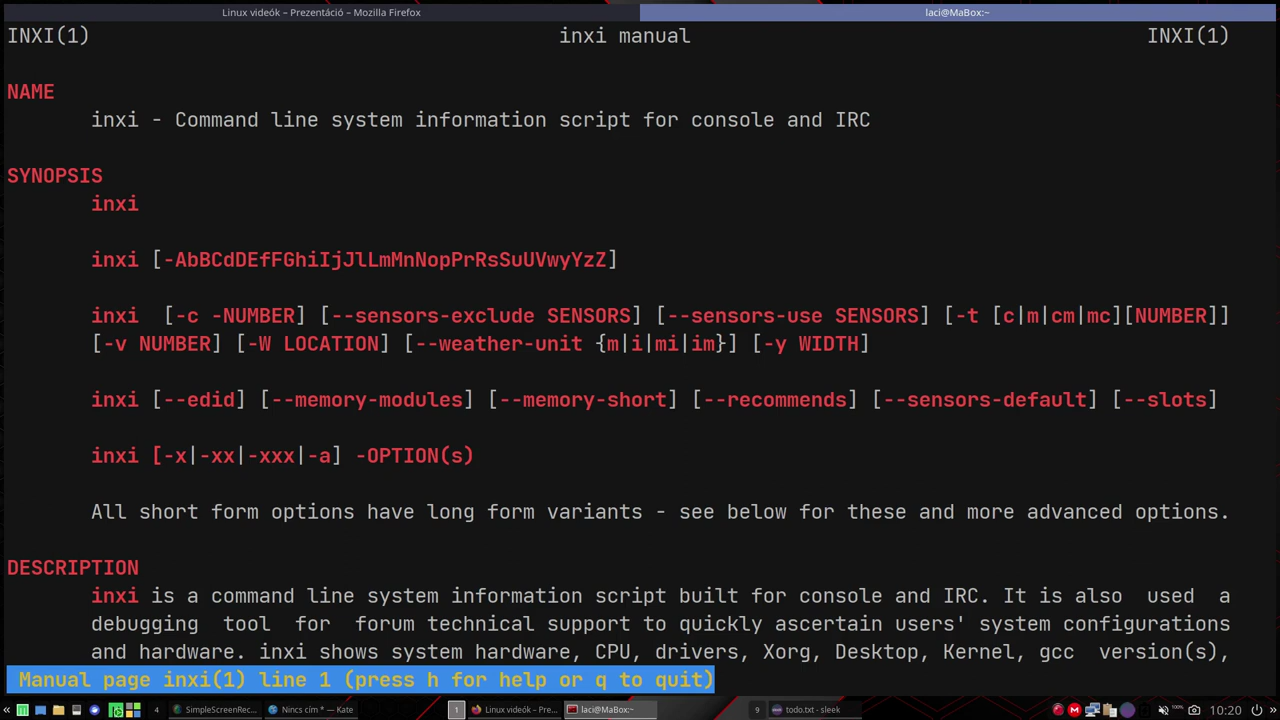 Linux videók – Prezentáció – Mozilla Firefox
laci@MaBox:~
INXI(1) inxi manual INXI(1)
NAME
inxi - Command line system information script for console and IRC
SYNOPSIS
inxi
inxi [-AbBCdDEfFGhiIjJlLmMnNopPrRsSuUVwyYzZ]
inxi [-c -NUMBER] [--sensors-exclude SENSORS] [--sensors-use SENSORS] [-t [c|m|cm|mc][NUMBER]]
[-v NUMBER] [-W LOCATION] [--weather-unit {m|i|mi|im}] [-y WIDTH]
inxi [--edid] [--memory-modules] [--memory-short] [--recommends] [--sensors-default] [--slots]
inxi [-x|-xx|-xxx|-a] -OPTION(s)
All short form options have long form variants - see below for these and more advanced options.
DESCRIPTION
inxi is a command line system information script built for console and IRC. It is also used a
debugging tool for forum technical support to quickly ascertain users' system configurations
and hardware. inxi shows system hardware, CPU, drivers, Xorg, Desktop, Kernel, gcc version(s),
Manual page inxi(1) line 1 (press h for help or q to quit)
« 4 SimpleScreenRec... Nincs cím * — Kate 1 Linux videók – Pre... laci@MaBox:~ 9 todo.txt - sleek 100% 10:20 »